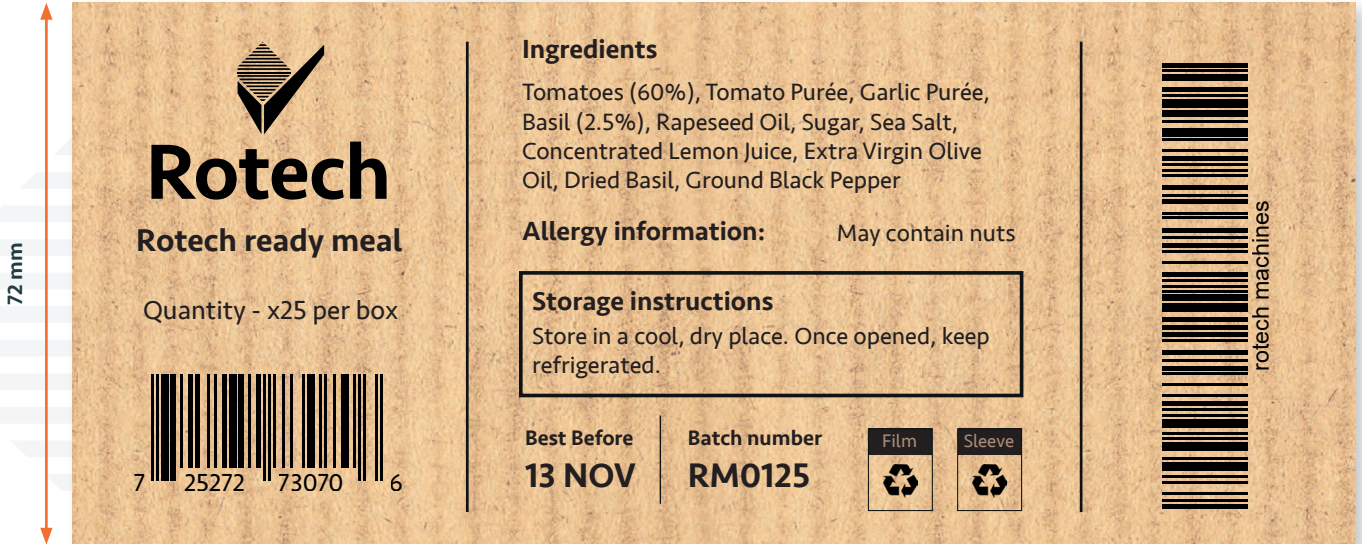 72 mm
Rotech
Rotech ready meal
Quantity - x25 per box
7 25272 73070 6
Ingredients
Tomatoes (60%), Tomato Purée, Garlic Purée,
Basil (2.5%), Rapeseed Oil, Sugar, Sea Salt,
Concentrated Lemon Juice, Extra Virgin Olive
Oil, Dried Basil, Ground Black Pepper
Allergy information: May contain nuts
Storage instructions
Store in a cool, dry place. Once opened, keep
refrigerated.
Best Before
13 NOV
Batch number
RM0125
Film
Sleeve
rotech machines